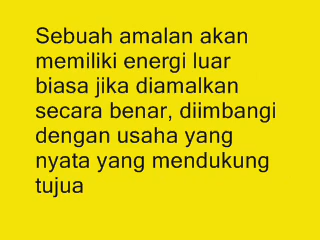 Sebuah amalan akan
memiliki energi luar
biasa jika diamalkan
secara benar, diimbangi
dengan usaha yang
nyata yang mendukung
tujua